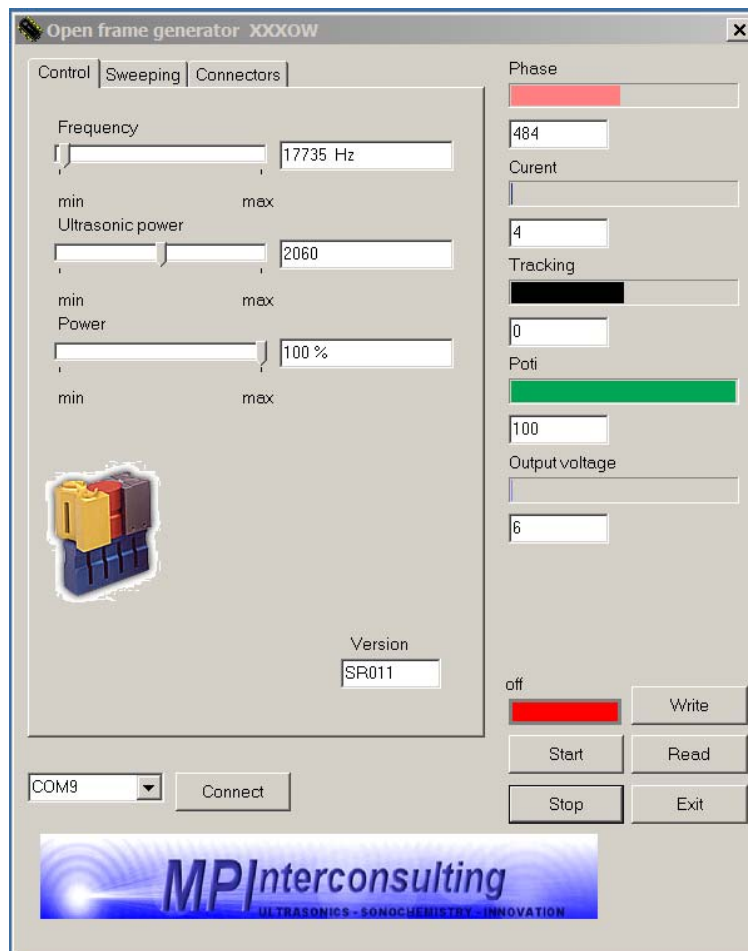 Open frame generator XXXOW
Control
Sweeping
Connectors
Frequency
17735 Hz
min
max
Ultrasonic power
2060
min
max
Power
100 %
min
max
Version
SR011
Phase
484
Curent
4
Tracking
0
Poti
100
Output voltage
6
off
Write
Start
Read
Stop
Exit
COM9
Connect
MPInterconsulting
ULTRASONICS - SONOCHEMISTRY - INNOVATION